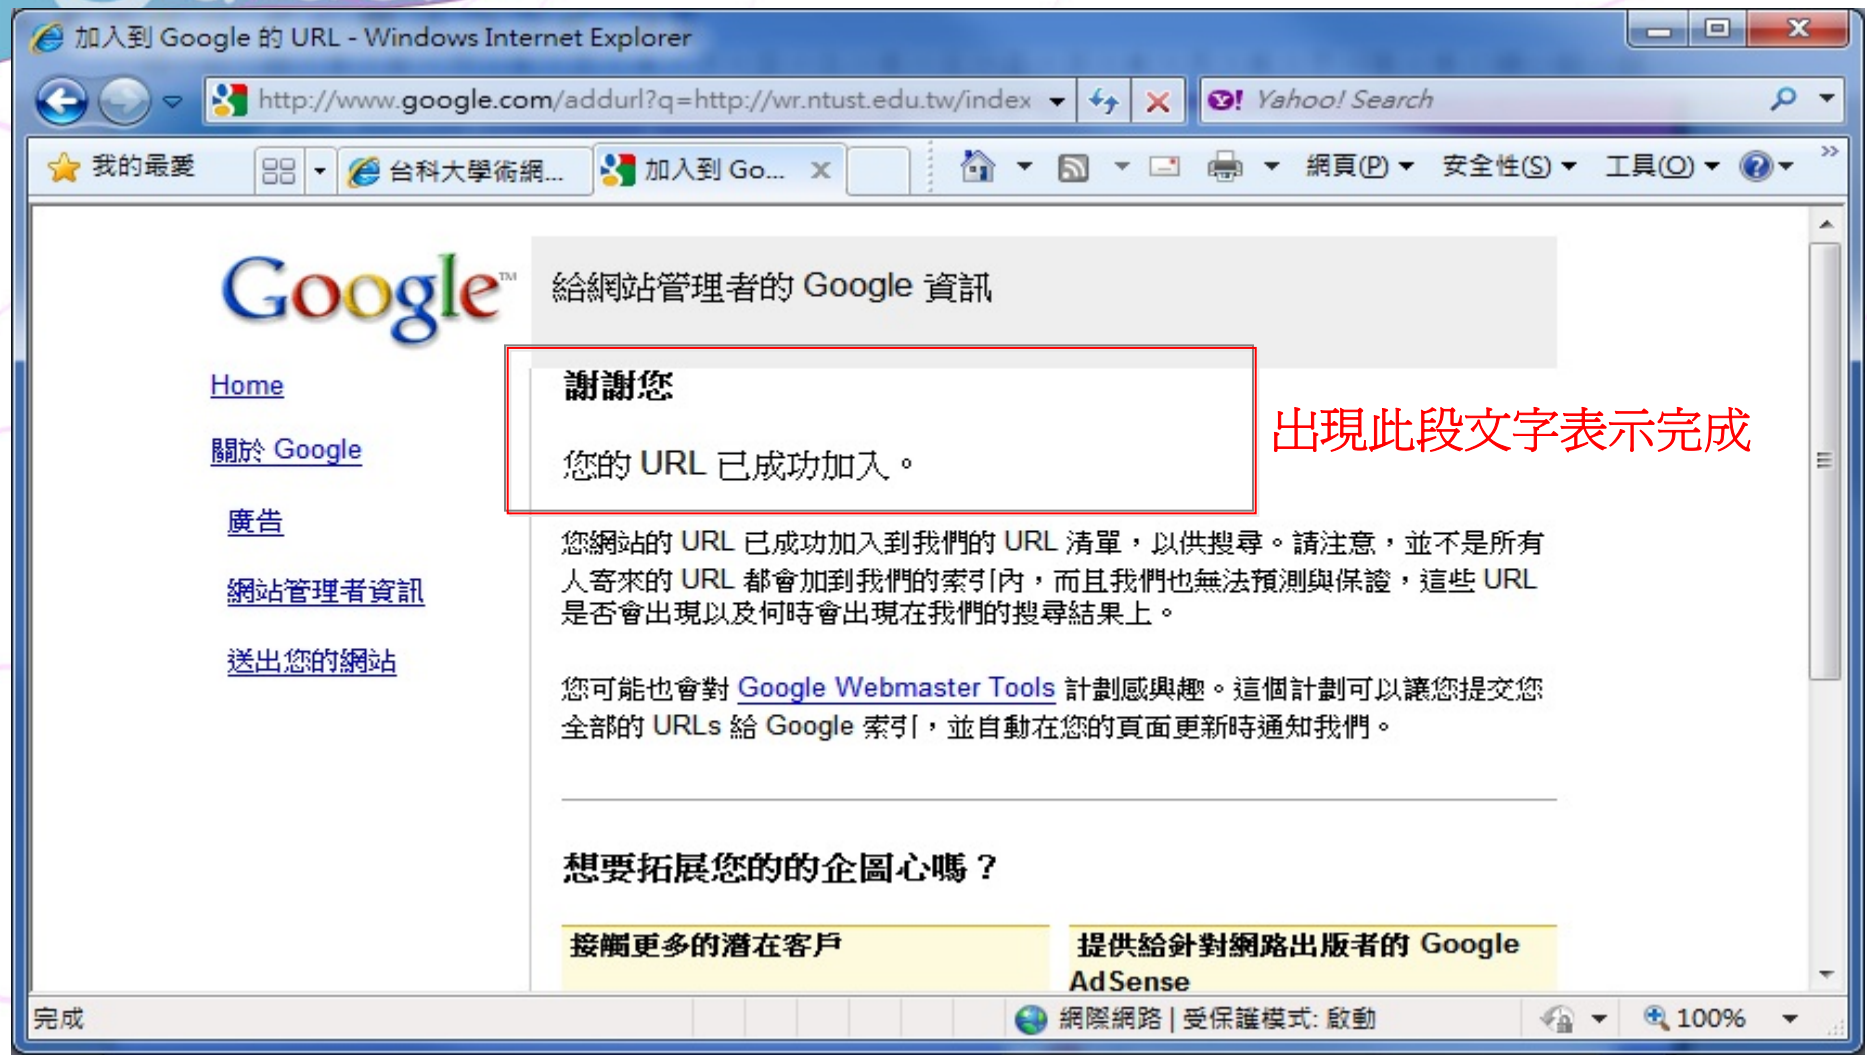 加入到 Google 的 URL - Windows Internet Explorer
http://www.google.com/addurl?q=http://wr.ntust.edu.tw/index
Yahoo! Search
我的最愛
台科大學術網...
加入到 Go...
網頁(P)
安全性(S)
工具(O)
Google™
給網站管理者的 Google 資訊
Home
關於 Google
廣告
網站管理者資訊
送出您的網站
謝謝您
您的 URL 已成功加入。
出現此段文字表示完成
您網站的 URL 已成功加入到我們的 URL 清單，以供搜尋。請注意，並不是所有
人寄來的 URL 都會加到我們的索引內，而且我們也無法預測與保證，這些 URL
是否會出現以及何時會出現在我們的搜尋結果上。
您可能也會對 Google Webmaster Tools 計劃感興趣。這個計劃可以讓您提交您
全部的 URLs 給 Google 索引，並自動在您的頁面更新時通知我們。
想要拓展您的的企圖心嗎？
接觸更多的潛在客戶
提供給針對網路出版者的 Google
AdSense
完成
網際網路 | 受保護模式: 啟動
100%